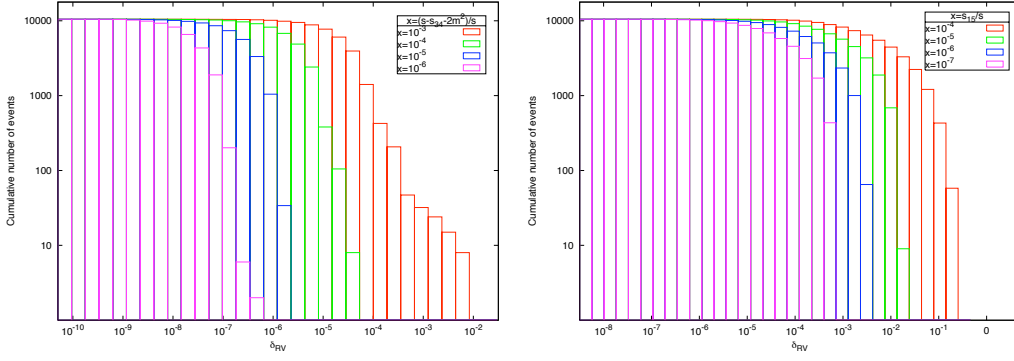 x=(s-s₃₄-2m²)/s
x=10⁻³
x=10⁻⁴
x=10⁻⁵
x=10⁻⁶
10000
1000
100
10
Cumulative number of events
10⁻¹⁰ 10⁻⁹ 10⁻⁸ 10⁻⁷ 10⁻⁶ 10⁻⁵ 10⁻⁴ 10⁻³ 10⁻²
δ_RV
x=s₁₅/s
x=10⁻⁴
x=10⁻⁵
x=10⁻⁶
x=10⁻⁷
10000
1000
100
10
Cumulative number of events
10⁻⁸ 10⁻⁷ 10⁻⁶ 10⁻⁵ 10⁻⁴ 10⁻³ 10⁻² 10⁻¹ 0
δ_RV